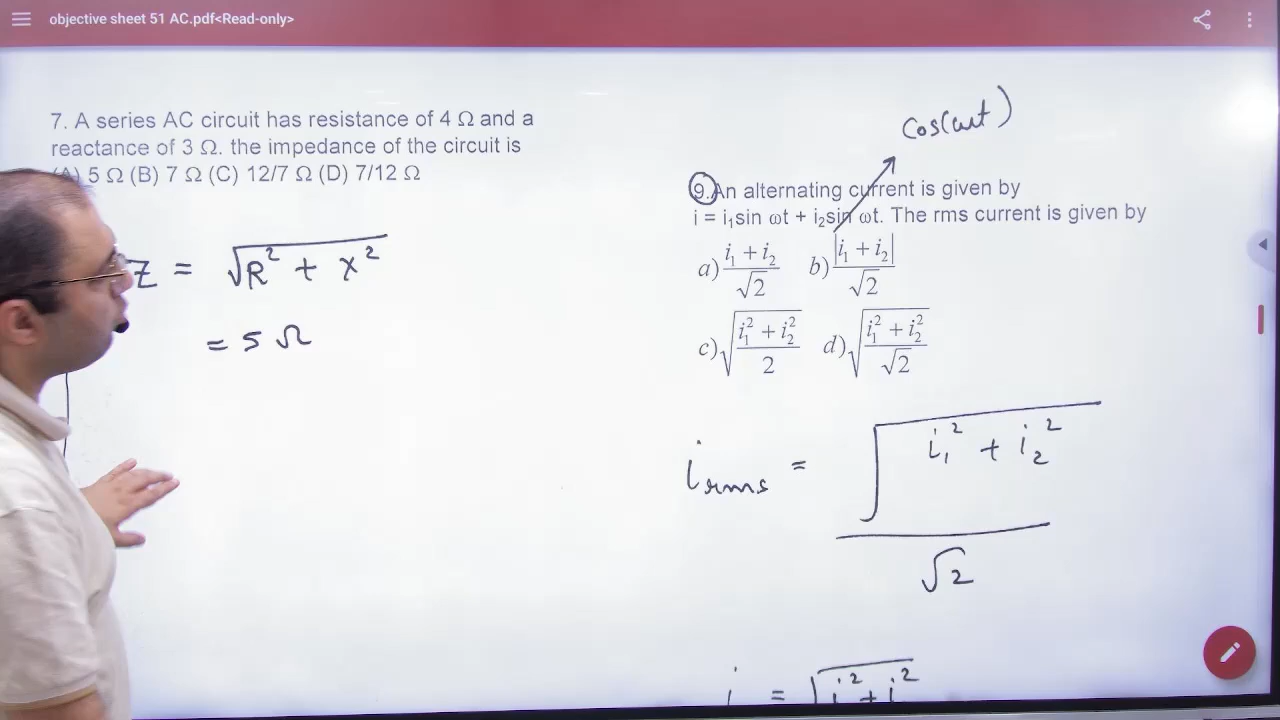 objective sheet 51 AC.pdf<Read-only>
7. A series AC circuit has resistance of 4 Ω and a
reactance of 3 Ω. the impedance of the circuit is
(A) 5 Ω (B) 7 Ω (C) 12/7 Ω (D) 7/12 Ω
Z = √R² + X²
= 5 Ω
cos(ωt)
9.An alternating current is given by
i = i₁sin ωt + i₂sin ωt. The rms current is given by
a) (i₁ + i₂)/√2 b) |i₁ + i₂|/√2
c) √((i₁² + i₂²)/2) d) √((i₁² + i₂²)/√2)
i rms = √(i₁² + i₂²) / √2
i = √i² + i²